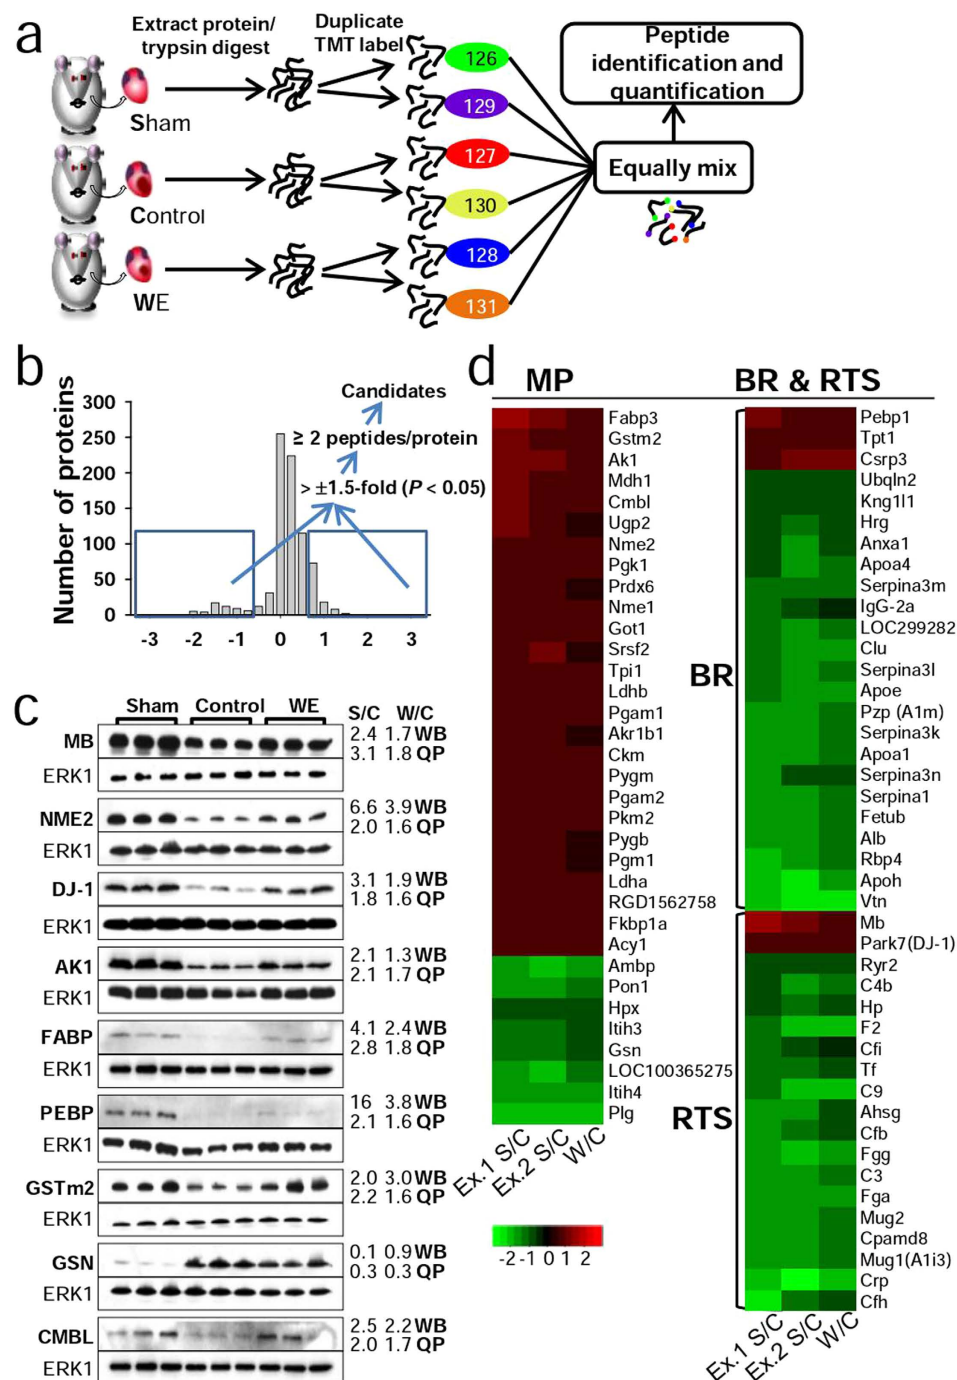 a
Extract protein/
trypsin digest
Duplicate
TMT label
Sham
Control
WE
126
129
127
130
128
131
Peptide
identification and
quantification
Equally mix
b
Number of proteins
300
250
200
150
100
50
0
-3 -2 -1 0 1 2 3
Candidates
≥ 2 peptides/protein
> ±1.5-fold (P < 0.05)
c
Sham Control WE
S/C W/C
MB
2.4 1.7 WB
3.1 1.8 QP
ERK1
NME2
6.6 3.9 WB
2.0 1.6 QP
ERK1
DJ-1
3.1 1.9 WB
1.8 1.6 QP
ERK1
AK1
2.1 1.3 WB
2.1 1.7 QP
ERK1
FABP
4.1 2.4 WB
2.8 1.8 QP
ERK1
PEBP
16 3.8 WB
2.1 1.6 QP
ERK1
GSTm2
2.0 3.0 WB
2.2 1.6 QP
ERK1
GSN
0.1 0.9 WB
0.3 0.3 QP
ERK1
CMBL
2.5 2.2 WB
2.0 1.7 QP
ERK1
d
MP
Fabp3
Gstm2
Ak1
Mdh1
Cmbl
Ugp2
Nme2
Pgk1
Prdx6
Nme1
Got1
Srsf2
Tpi1
Ldhb
Pgam1
Akr1b1
Ckm
Pygm
Pgam2
Pkm2
Pygb
Pgm1
Ldha
RGD1562758
Fkbp1a
Acy1
Ambp
Pon1
Hpx
Itih3
Gsn
LOC100365275
Itih4
Plg
Ex.1 S/C
Ex.2 S/C
W/C
-2 -1 0 1 2
BR & RTS
BR
Pebp1
Tpt1
Csrp3
Ubqln2
Kng1l1
Hrg
Anxa1
Apoa4
Serpina3m
IgG-2a
LOC299282
Clu
Serpina3l
Apoe
Pzp (A1m)
Serpina3k
Apoa1
Serpina3n
Serpina1
Fetub
Alb
Rbp4
Apoh
Vtn
RTS
Mb
Park7(DJ-1)
Ryr2
C4b
Hp
F2
Cfi
Tf
C9
Ahsg
Cfb
Fgg
C3
Fga
Mug2
Cpamd8
Mug1(A1i3)
Crp
Cfh
Ex.1 S/C
Ex.2 S/C
W/C